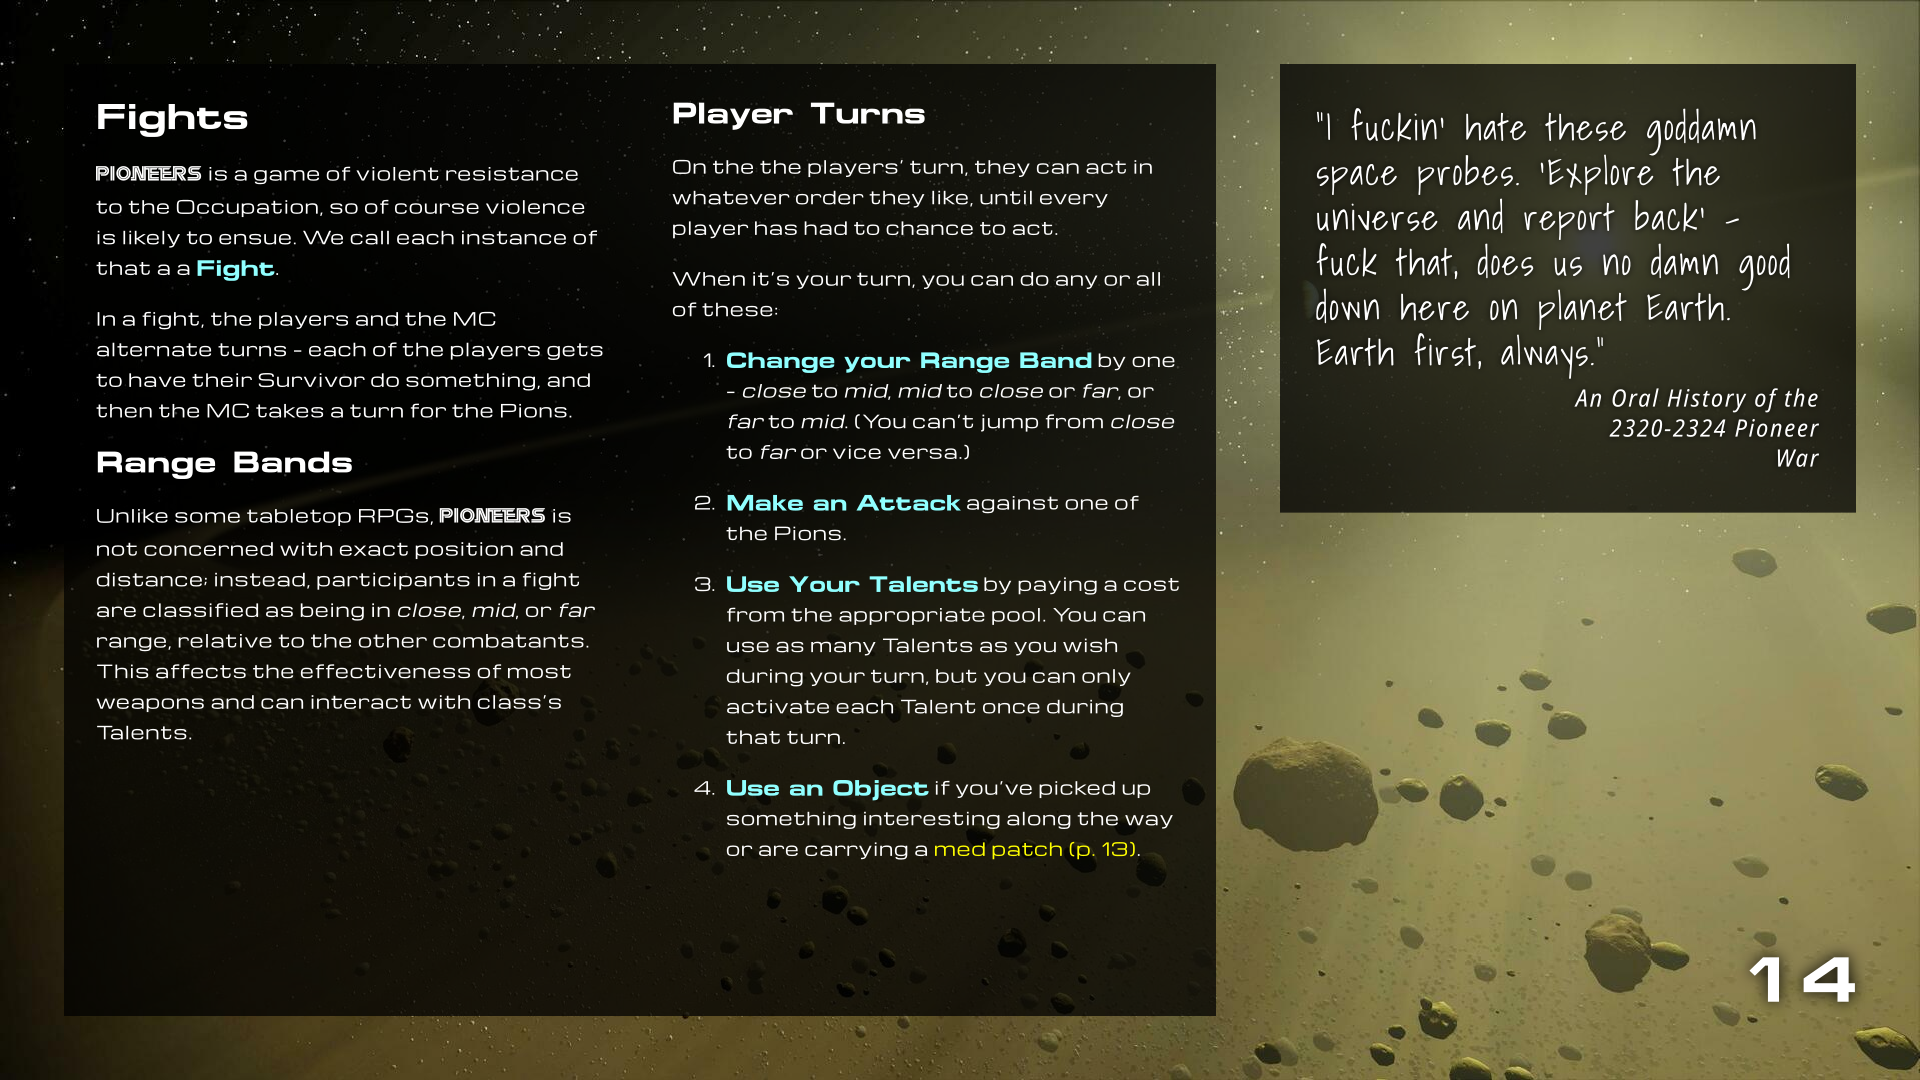 Fights
PIONEERS is a game of violent resistance
to the Occupation, so of course violence
is likely to ensue. We call each instance of
that a a Fight.
In a fight, the players and the MC
alternate turns - each of the players gets
to have their Survivor do something, and
then the MC takes a turn for the Pions.
Range Bands
Unlike some tabletop RPGs, PIONEERS is
not concerned with exact position and
distance; instead, participants in a fight
are classified as being in close, mid, or far
range, relative to the other combatants.
This affects the effectiveness of most
weapons and can interact with class's
Talents.
Player Turns
On the the players' turn, they can act in
whatever order they like, until every
player has had to chance to act.
When it's your turn, you can do any or all
of these:
1. Change your Range Band by one
- close to mid, mid to close or far, or
far to mid. (You can't jump from close
to far or vice versa.)
2. Make an Attack against one of
the Pions.
3. Use Your Talents by paying a cost
from the appropriate pool. You can
use as many Talents as you wish
during your turn, but you can only
activate each Talent once during
that turn.
4. Use an Object if you've picked up
something interesting along the way
or are carrying a med patch (p. 13).
"I fuckin' hate these goddamn
space probes. 'Explore the
universe and report back' -
fuck that, does us no damn good
down here on planet Earth.
Earth first, always."
An Oral History of the
2320-2324 Pioneer
War
14